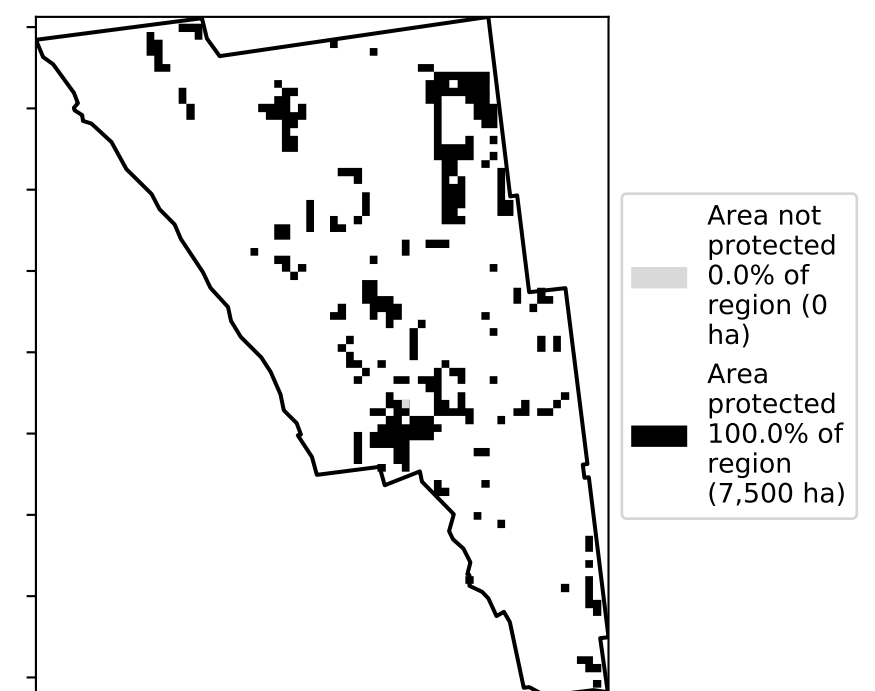 Area not
protected
0.0% of
region (0
ha)
Area
protected
100.0% of
region
(7,500 ha)